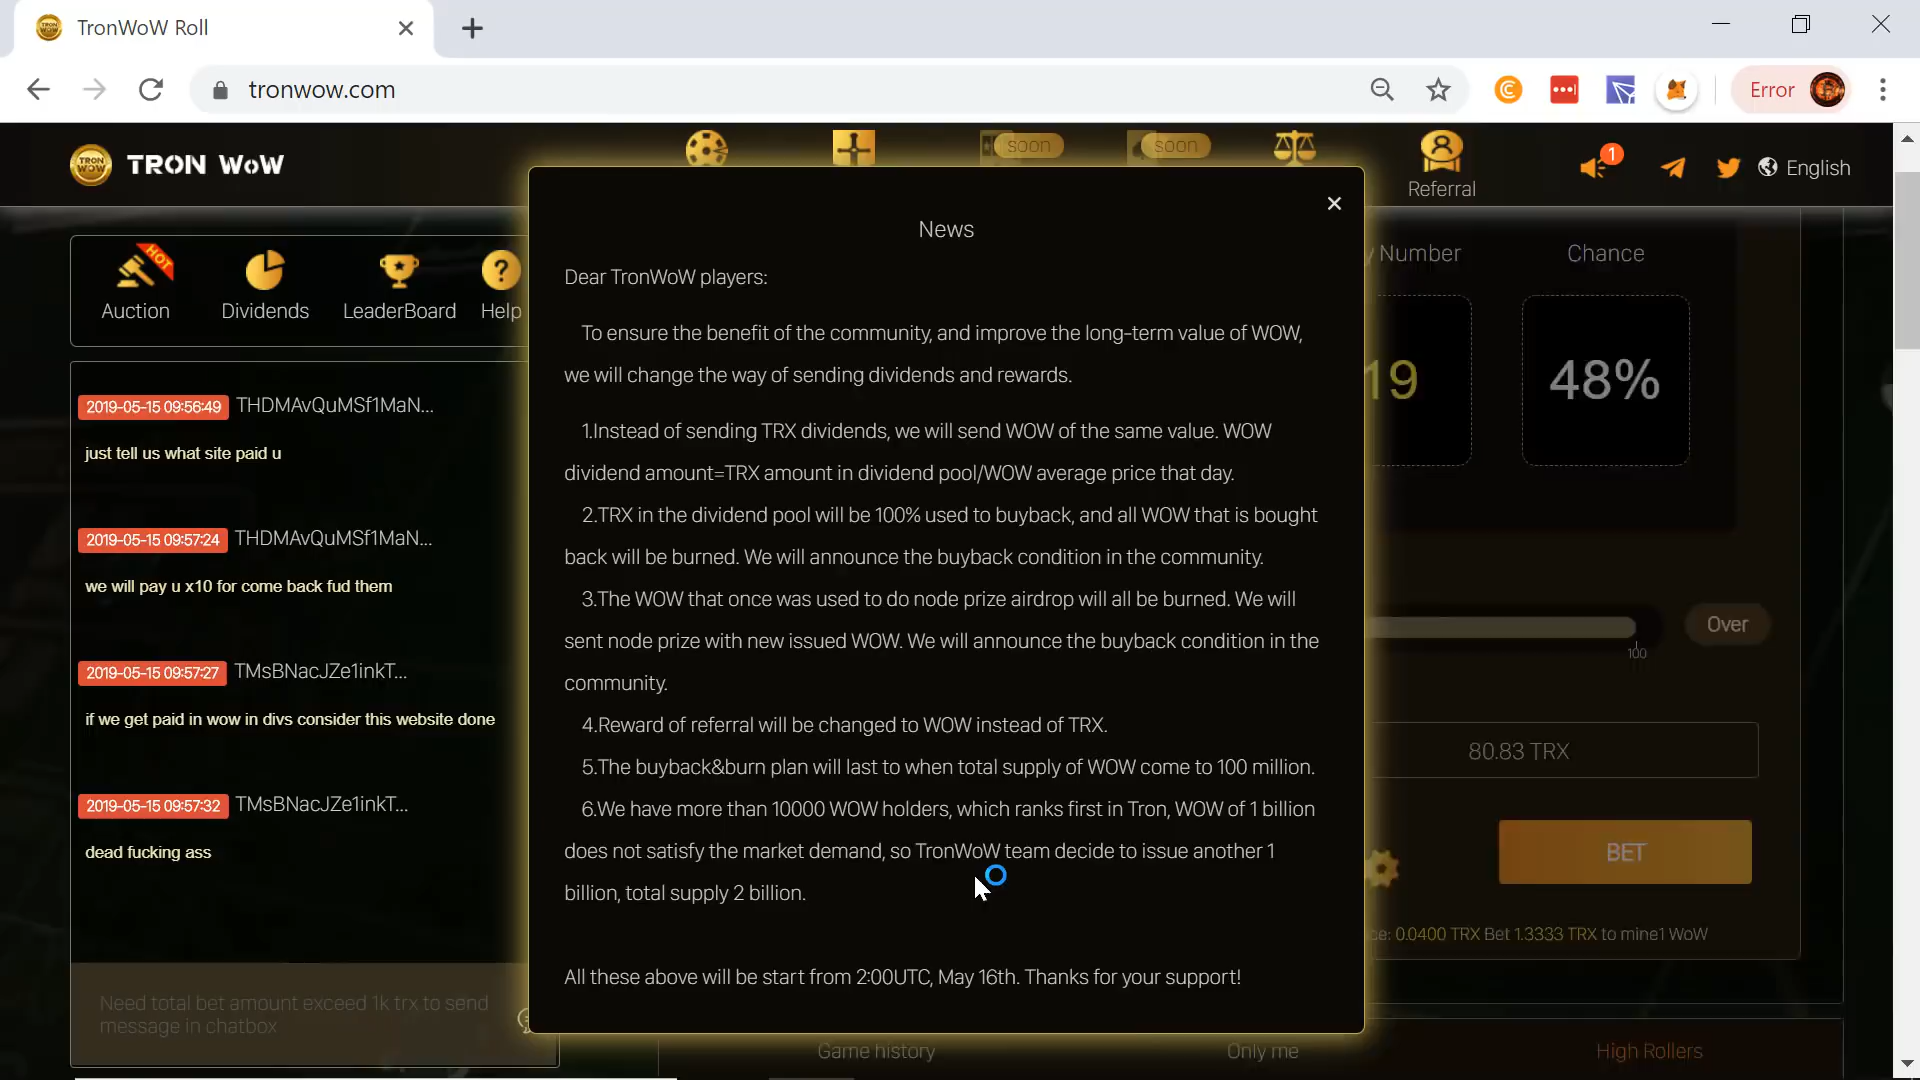 TronWoW Roll
tronwow.com
Error
TRON WOW
TRON WoW
soon
soon
Referral
1
English
HOT
Auction
Dividends
LeaderBoard
Help
2019-05-15 09:56:49 THDMAvQuMSf1MaN...
just tell us what site paid u
2019-05-15 09:57:24 THDMAvQuMSf1MaN...
we will pay u x10 for come back fud them
2019-05-15 09:57:27 TMsBNacJZe1inkT...
if we get paid in wow in divs consider this website done
2019-05-15 09:57:32 TMsBNacJZe1inkT...
dead fucking ass
Need total bet amount exceed 1k trx to send
message in chatbox
News
Dear TronWoW players:
To ensure the benefit of the community, and improve the long-term value of WOW,
we will change the way of sending dividends and rewards.
1.Instead of sending TRX dividends, we will send WOW of the same value. WOW
dividend amount=TRX amount in dividend pool/WOW average price that day.
2.TRX in the dividend pool will be 100% used to buyback, and all WOW that is bought
back will be burned. We will announce the buyback condition in the community.
3.The WOW that once was used to do node prize airdrop will all be burned. We will
sent node prize with new issued WOW. We will announce the buyback condition in the
community.
4.Reward of referral will be changed to WOW instead of TRX.
5.The buyback&burn plan will last to when total supply of WOW come to 100 million.
6.We have more than 10000 WOW holders, which ranks first in Tron, WOW of 1 billion
does not satisfy the market demand, so TronWoW team decide to issue another 1
billion, total supply 2 billion.
All these above will be start from 2:00UTC, May 16th. Thanks for your support!
Number
Chance
19
48%
Over
100
80.83 TRX
BET
0.0400 TRX Bet 1.3333 TRX to mine1 WoW
Game history
Only me
High Rollers